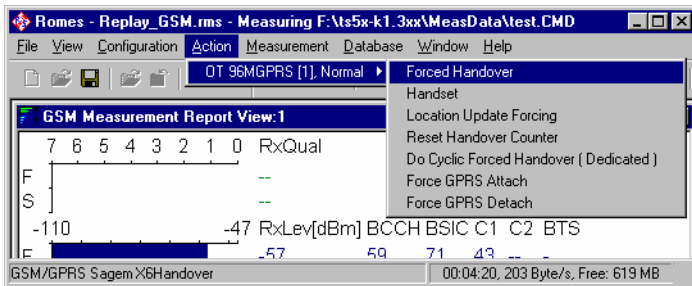 Romes - Replay_GSM.rms - Measuring F:\ts5x-k1.3xx\MeasData\test.CMD
File View Configuration Action Measurement Database Window Help
OT 96MGPRS [1], Normal
Forced Handover
Handset
Location Update Forcing
Reset Handover Counter
Do Cyclic Forced Handover ( Dedicated )
Force GPRS Attach
Force GPRS Detach
GSM Measurement Report View:1
7 6 5 4 3 2 1 0 RxQual
F --
S --
-110 -47 RxLev[dBm] BCCH BSIC C1 C2 BTS
F -57 59 71 43 -- -
GSM/GPRS Sagem X6Handover 00:04:20, 203 Byte/s, Free: 619 MB